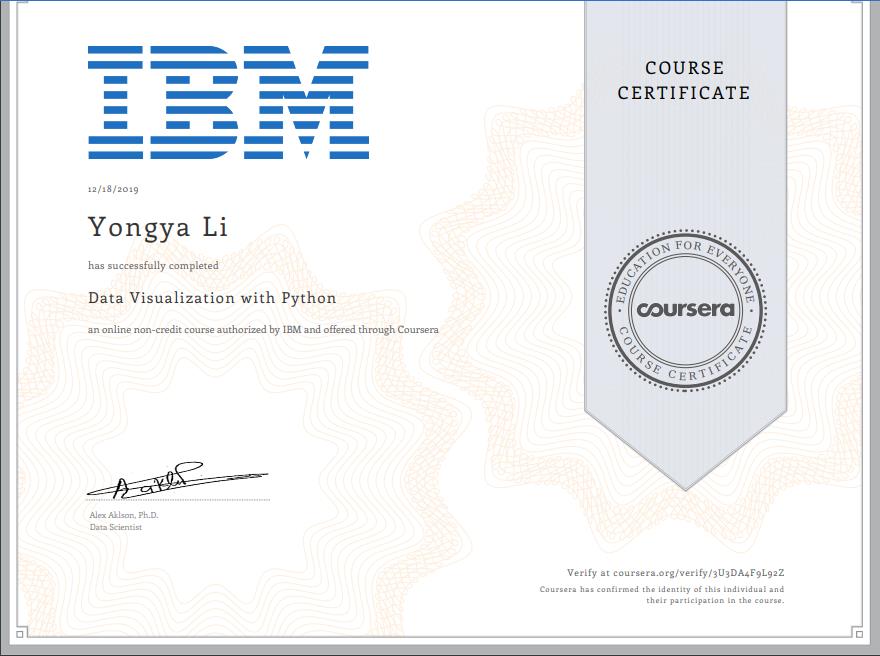 IBM
COURSE
CERTIFICATE
12/18/2019
Yongya Li
has successfully completed
Data Visualization with Python
an online non-credit course authorized by IBM and offered through Coursera
EDUCATION FOR EVERYONE
coursera
COURSE CERTIFICATE
Alex Aklson, Ph.D.
Data Scientist
Verify at coursera.org/verify/3U3DA4F9L92Z
Coursera has confirmed the identity of this individual and
their participation in the course.